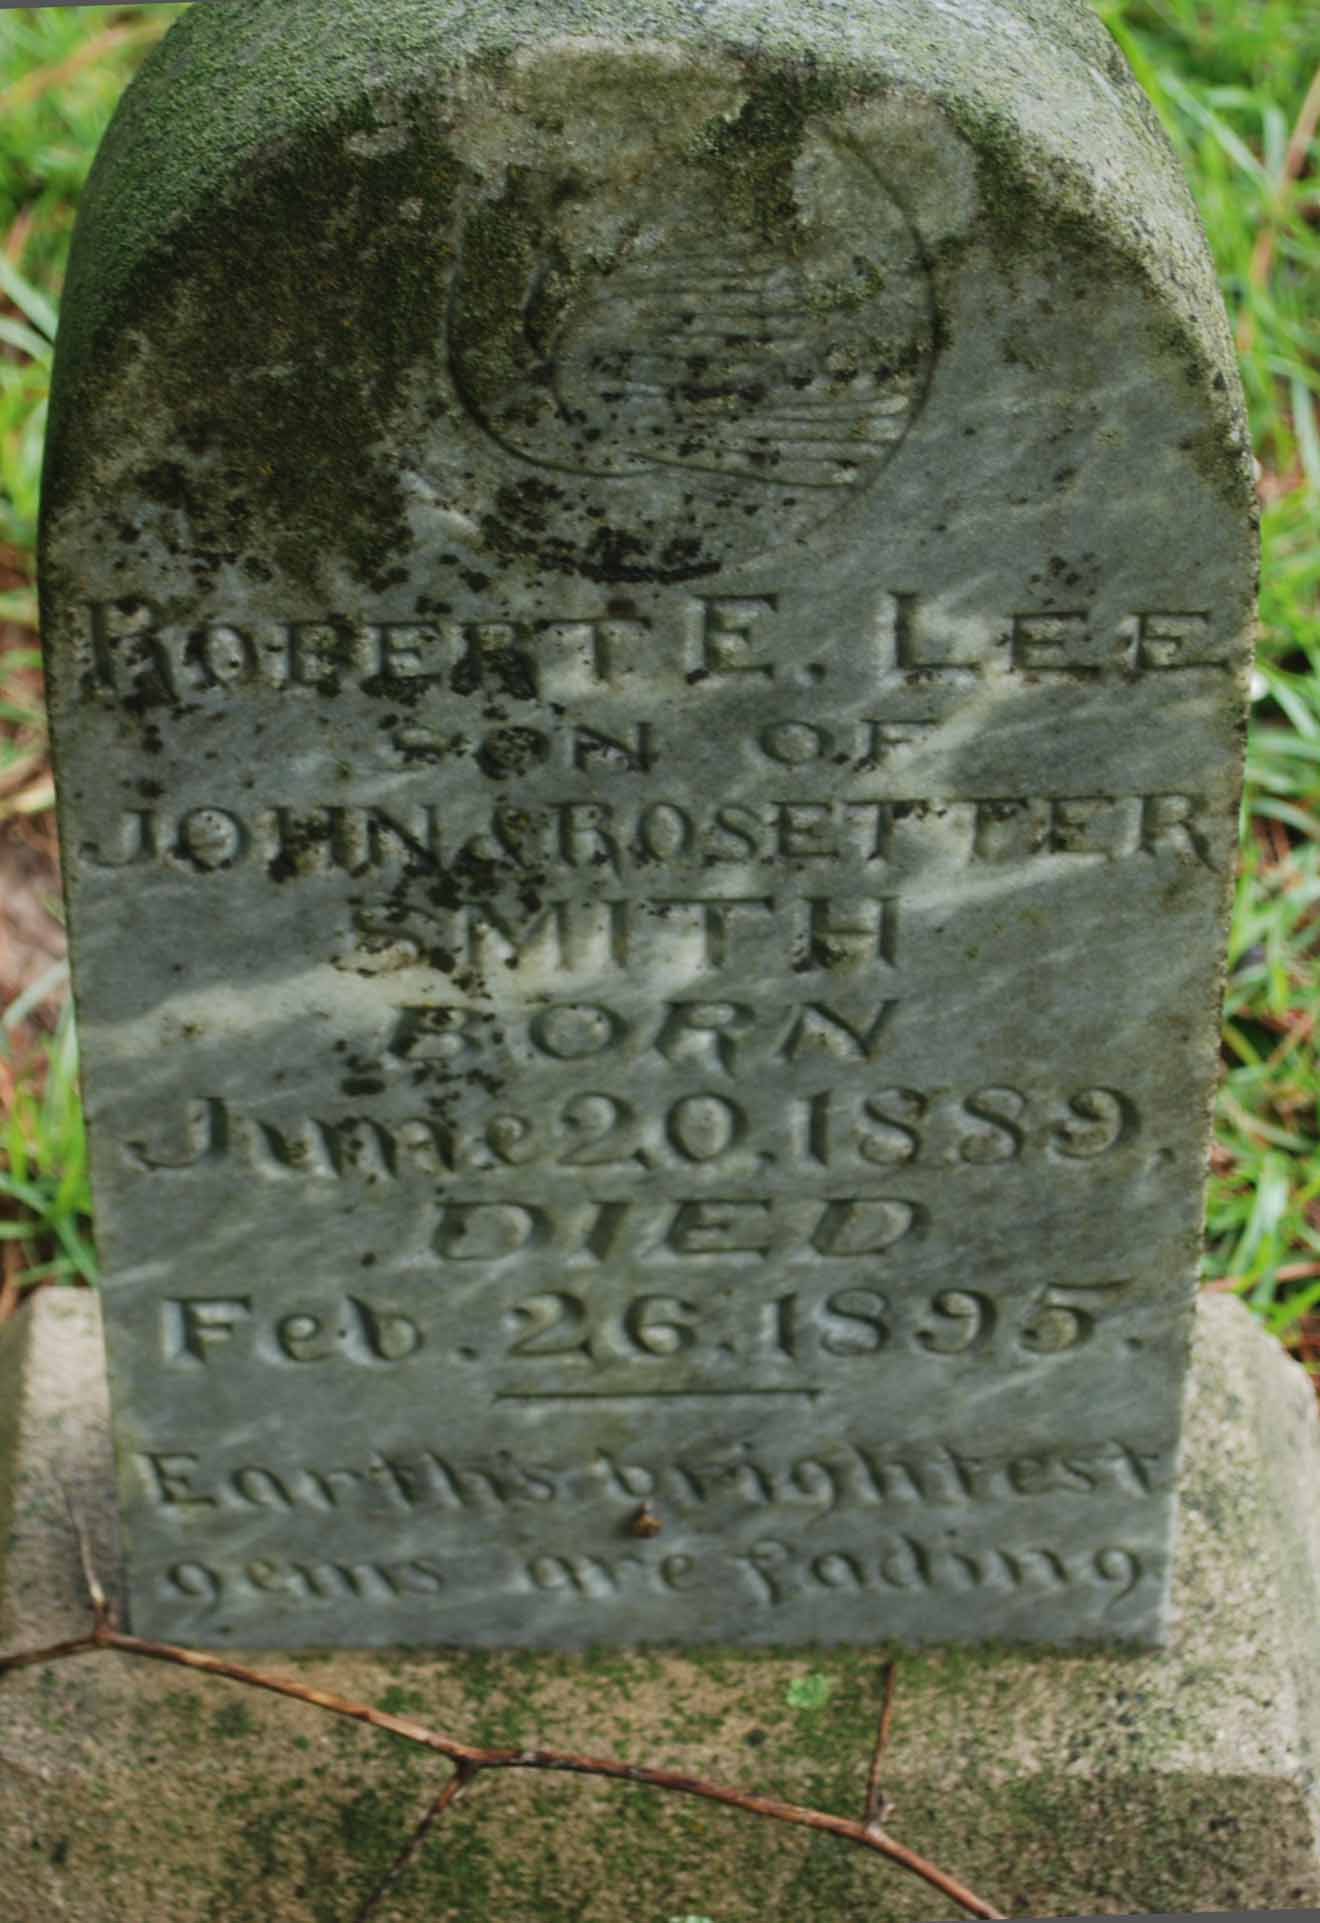 ROBERT E. LEE
SON OF
JOHN & ROSETTER
SMITH
BORN
June 20, 1889.
DIED
Feb. 26, 1895.
Earth's brightest
gems are fading